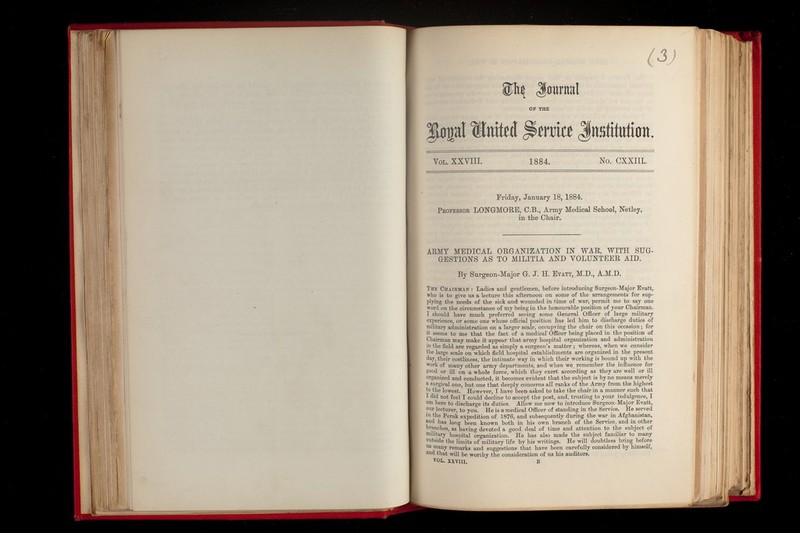 (3)
The Journal
OF THE
Royal United Service Institution.
VOL. XXVIII. 1884. No. CXXIII.
Friday, January 18, 1884.
PROFESSOR LONGMORE, C.B., Army Medical School, Netley,
in the Chair.
ARMY MEDICAL ORGANIZATION IN WAR, WITH SUG-
GESTIONS AS TO MILITIA AND VOLUNTEER AID.
By Surgeon-Major G. J. H. EVATT, M.D., A.M.D.
THE CHAIRMAN: Ladies and gentlemen, before introducing Surgeon-Major Evatt,
who is to give us a lecture this afternoon on some of the arrangements for sup-
plying the needs of the sick and wounded in time of war, permit me to say one
word on the circumstance of my being in the honourable position of your Chairman.
I should have much preferred seeing some General Officer of large military
experience, or some one whose official position has led him to discharge duties of
military administration on a larger scale, occupying the chair on this occasion; for
it seems to me that the fact of a medical Officer being placed in the position of
Chairman may make it appear that army hospital organization and administration
in the field are regarded as simply a surgeon's matter; whereas, when we consider
the large scale on which field hospital establishments are organized in the present
day, their costliness, the intimate way in which their working is bound up with the
work of many other army departments, and when we remember the influence for
good or ill on a whole force, which they exert according as they are well or ill
organized and conducted, it becomes evident that the subject is by no means merely
a surgical one, but one that deeply concerns all ranks of the Army from the highest
to the lowest. However, I have been asked to take the chair in a manner such that
I did not feel I could decline to accept the post, and, trusting to your indulgence, I
am here to discharge its duties. Allow me now to introduce Surgeon-Major Evatt,
our lecturer, to you. He is a medical Officer of standing in the Service. He served
in the Perak expedition of 1876, and subsequently during the war in Afghanistan,
and has long been known both in his own branch of the Service, and in other
branches, as having devoted a good deal of time and attention to the subject of
military hospital organization. He has also made the subject familiar to many
outside the limits of military life by his writings. He will doubtless bring before
us many remarks and suggestions that have been carefully considered by himself,
and that will be worthy the consideration of us his auditors.
VOL. XXVIII. B